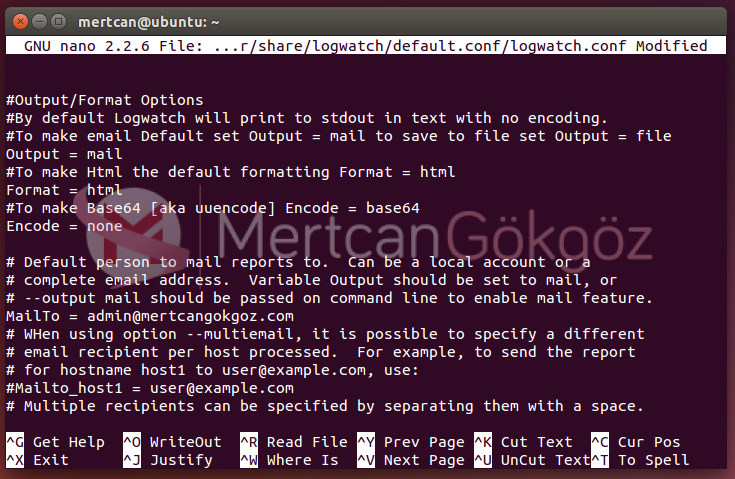 mertcan@ubuntu: ~
GNU nano 2.2.6 File: ...r/share/logwatch/default.conf/logwatch.conf Modified
#Output/Format Options
#By default Logwatch will print to stdout in text with no encoding.
#To make email Default set Output = mail to save to file set Output = file
Output = mail
#To make Html the default formatting Format = html
Format = html
#To make Base64 [aka uuencode] Encode = base64
Encode = none
MertcanGökgöz
# Default person to mail reports to.  Can be a local account or a
# complete email address.  Variable Output should be set to mail, or
# --output mail should be passed on command line to enable mail feature.
MailTo = admin@mertcangokgoz.com
# WHen using option --multiemail, it is possible to specify a different
# email recipient per host processed.  For example, to send the report
# for hostname host1 to user@example.com, use:
#Mailto_host1 = user@example.com
# Multiple recipients can be specified by separating them with a space.
^G Get Help ^O WriteOut ^R Read File ^Y Prev Page ^K Cut Text ^C Cur Pos
^X Exit ^J Justify ^W Where Is ^V Next Page ^U UnCut Text ^T To Spell